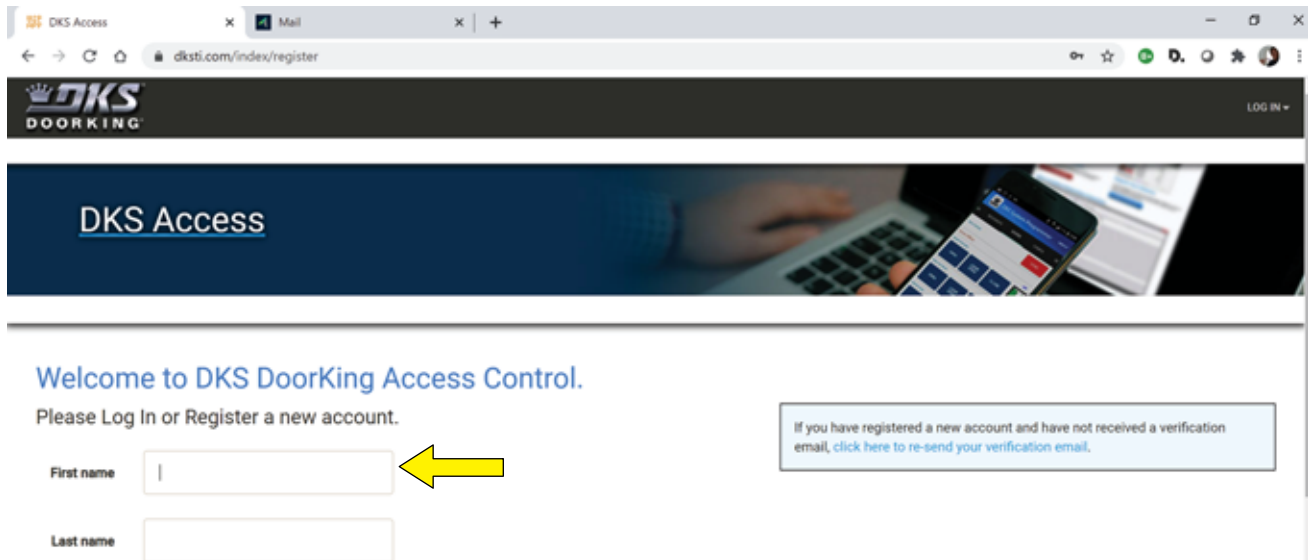 DKS Access
Mail
dksti.com/index/register
D.
DKS
DOORKING
LOG IN
DKS Access
Welcome to DKS DoorKing Access Control.
Please Log In or Register a new account.
If you have registered a new account and have not received a verification
email, click here to re-send your verification email.
First name
Last name